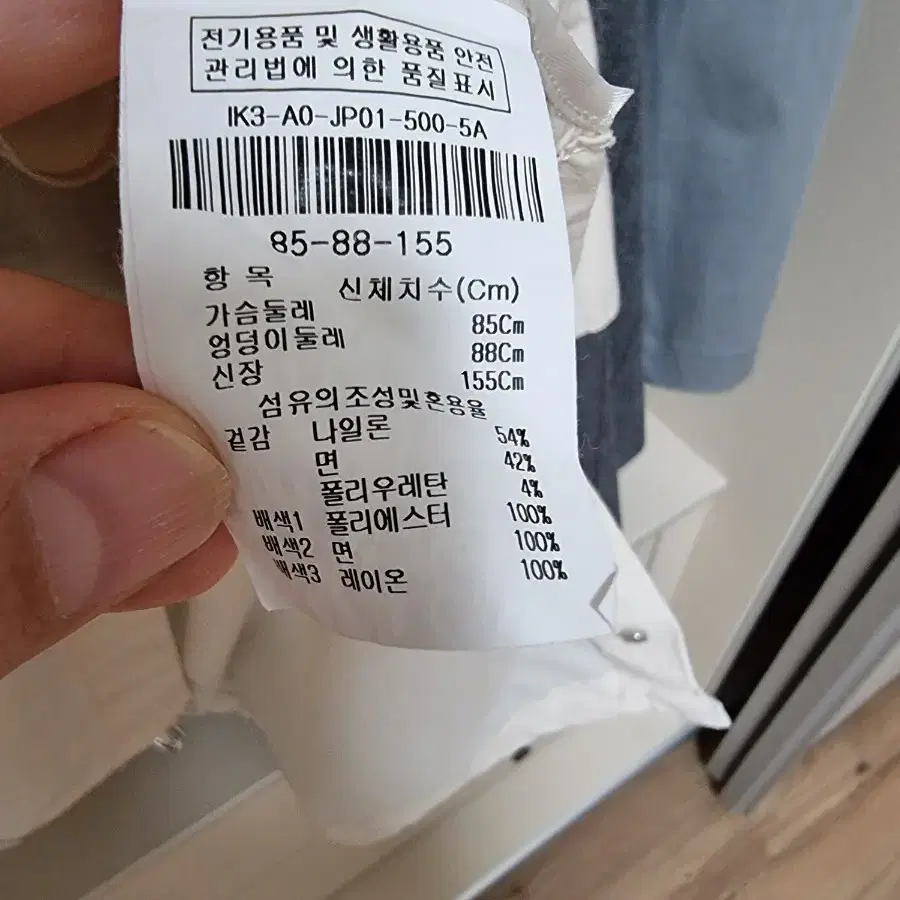 전기용품 및 생활용품 안전
관리법에 의한 품질표시
IK3-A0-JP01-500-5A
85-88-155
항 목 신체치수(Cm)
가슴둘레 85Cm
엉덩이둘레 88Cm
신장 155Cm
섬유의조성및혼용율
겉감 나일론 54%
면 42%
폴리우레탄 4%
배색1 폴리에스터 100%
배색2 면 100%
배색3 레이온 100%